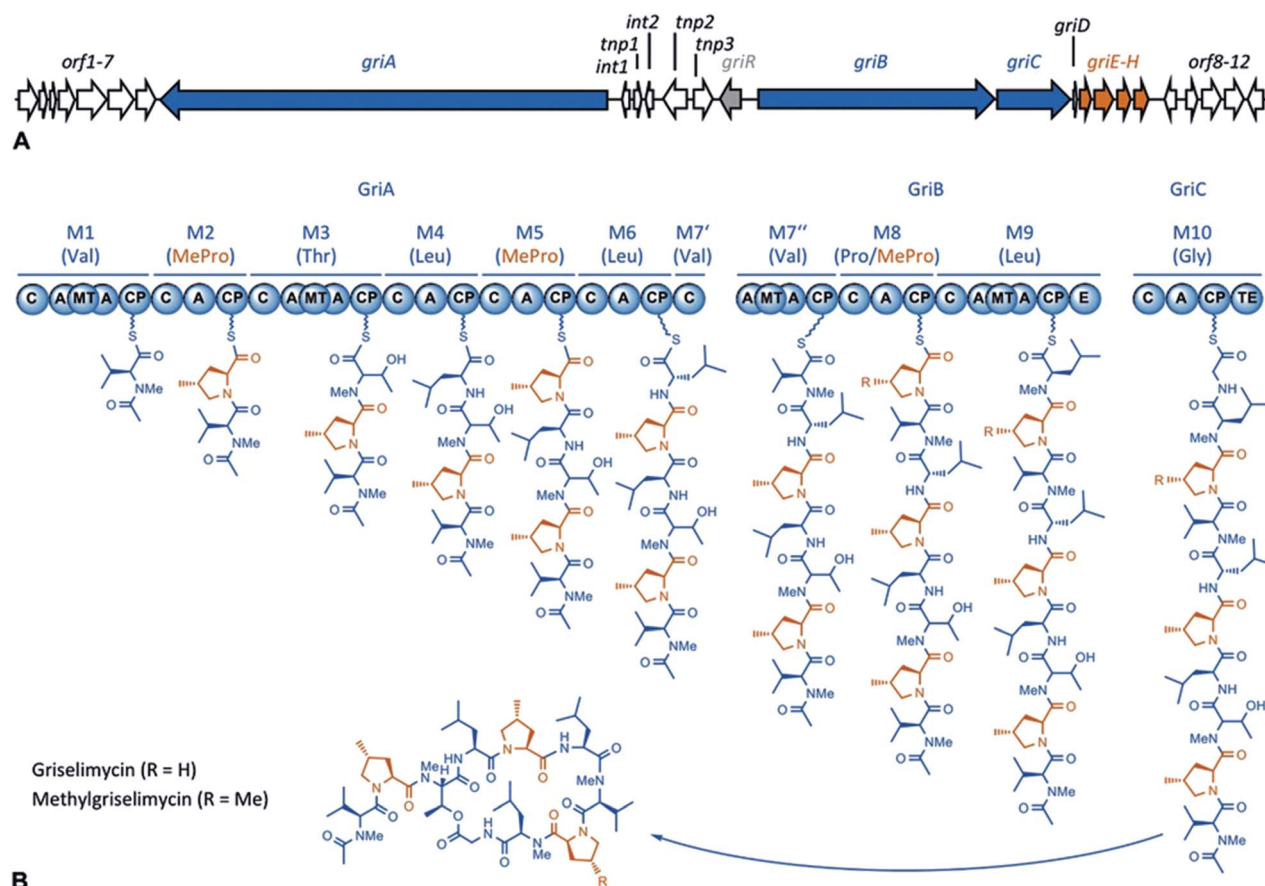 int2 tnp2 griD
orf1-7 griA tnp1 tnp3 griR griB griC griE-H orf8-12
int1
A
GriA GriB GriC
M1 M2 M3 M4 M5 M6 M7' M7'' M8 M9 M10
(Val) (MePro) (Thr) (Leu) (MePro) (Leu) (Val) (Val) (Pro/MePro) (Leu) (Gly)
C A MT A CP C A CP C A MT A CP C A CP C A CP C A CP C A MT A CP C A CP C A MT A CP E C A CP TE
Griselimycin (R = H)
Methylgriselimycin (R = Me)
B